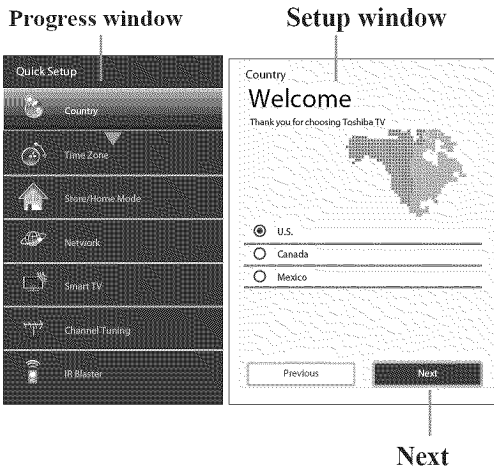 Progress window
Setup window
Quick Setup
Country
Time Zone
Store/Home Mode
Network
Smart TV
Channel Tuning
IR Blaster
Country
Welcome
Thank you for choosing Toshiba TV
U.S.
Canada
Mexico
Previous
Next
Next